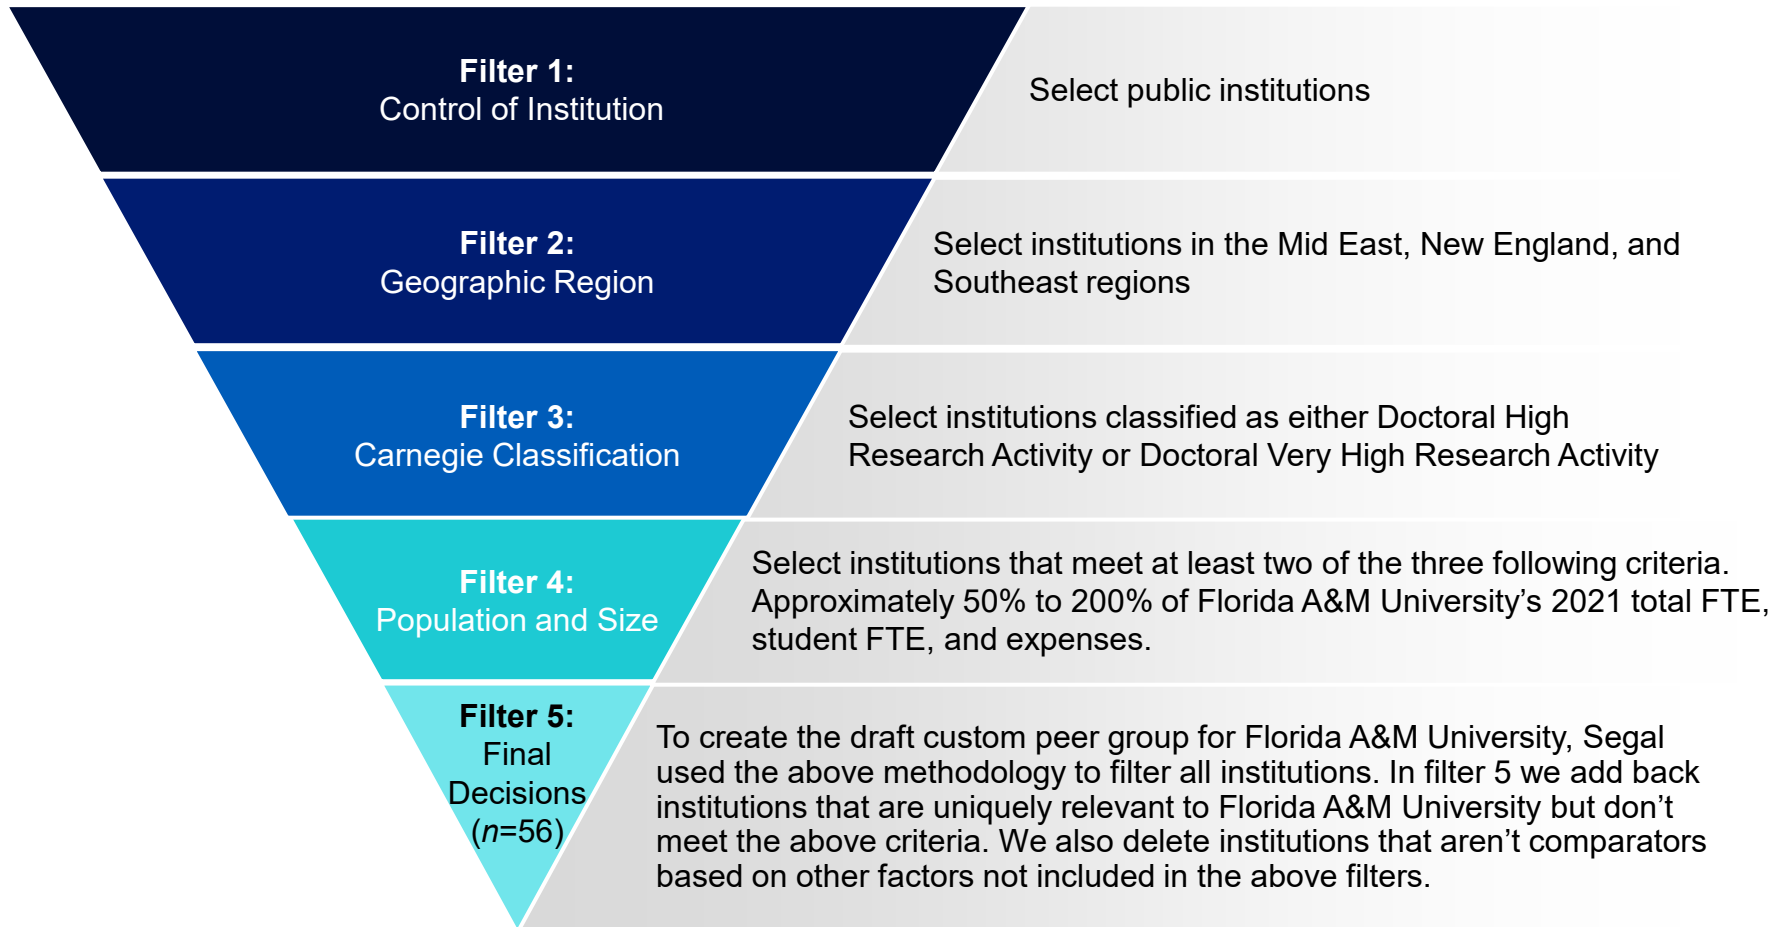 Filter 1:
Control of Institution
Select public institutions
Filter 2:
Geographic Region
Select institutions in the Mid East, New England, and
Southeast regions
Filter 3:
Carnegie Classification
Select institutions classified as either Doctoral High
Research Activity or Doctoral Very High Research Activity
Filter 4:
Population and Size
Select institutions that meet at least two of the three following criteria.
Approximately 50% to 200% of Florida A&M University’s 2021 total FTE,
student FTE, and expenses.
Filter 5:
Final
Decisions
(n=56)
To create the draft custom peer group for Florida A&M University, Segal
used the above methodology to filter all institutions. In filter 5 we add back
institutions that are uniquely relevant to Florida A&M University but don’t
meet the above criteria. We also delete institutions that aren’t comparators
based on other factors not included in the above filters.